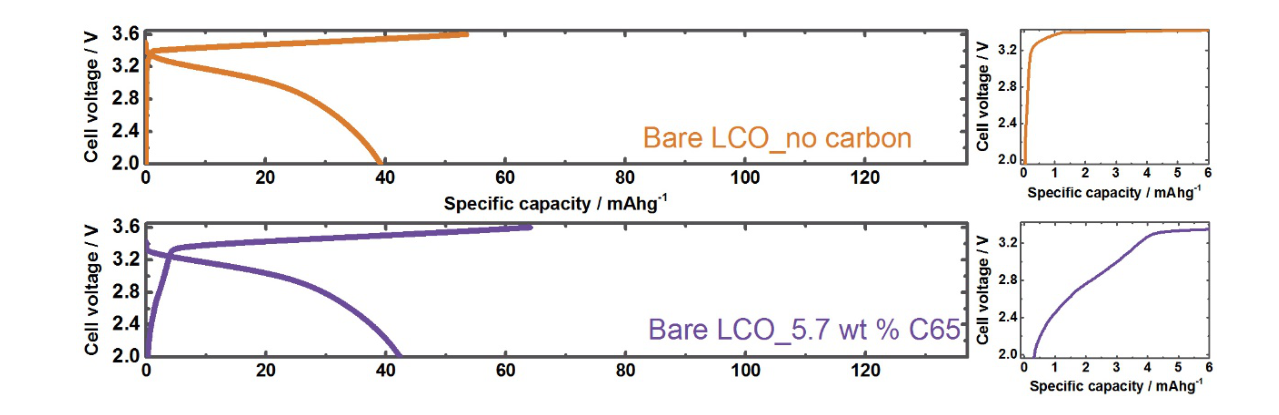 3.6
3.2
2.8
2.4
2.0
Cell voltage / V
Bare LCO_no carbon
0 20 40 60 80 100 120
Specific capacity / mAhg-1
3.2
2.8
2.4
2.0
Cell voltage / V
0 1 2 3 4 5 6
Specific capacity / mAhg-1
3.6
3.2
2.8
2.4
2.0
Cell voltage / V
Bare LCO_5.7 wt % C65
0 20 40 60 80 100 120
3.2
2.8
2.4
2.0
Cell voltage / V
0 1 2 3 4 5 6
Specific capacity / mAhg-1